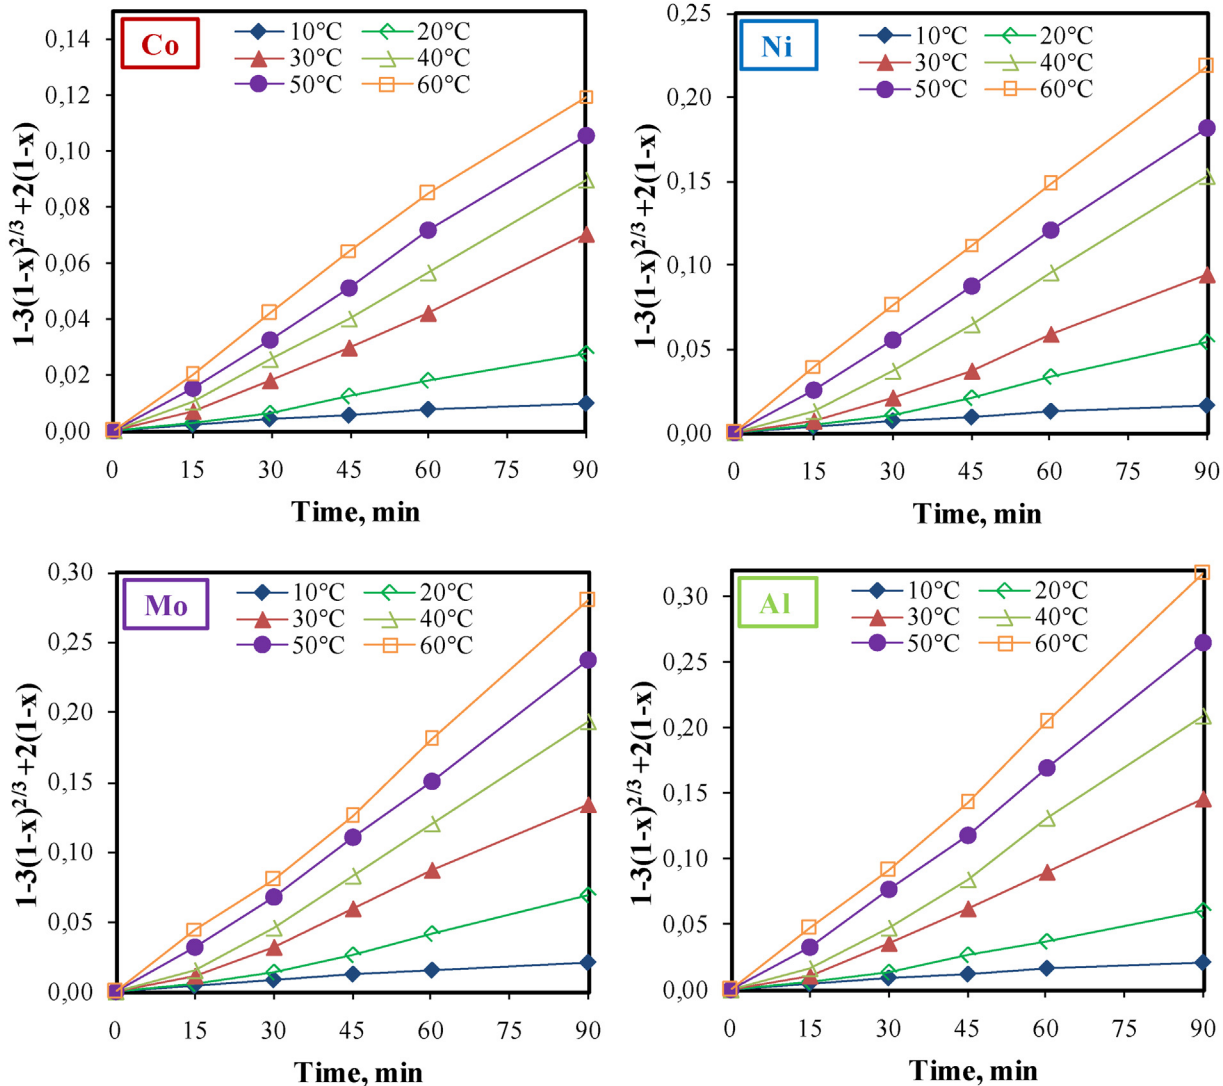 Co
10°C 20°C
30°C 40°C
50°C 60°C
1-3(1-x)^2/3+2(1-x)
0,14
0,12
0,10
0,08
0,06
0,04
0,02
0,00
0 15 30 45 60 75 90
Time, min
Ni
10°C 20°C
30°C 40°C
50°C 60°C
1-3(1-x)^2/3+2(1-x)
0,25
0,20
0,15
0,10
0,05
0,00
0 15 30 45 60 75 90
Time, min
Mo
10°C 20°C
30°C 40°C
50°C 60°C
1-3(1-x)^2/3+2(1-x)
0,30
0,25
0,20
0,15
0,10
0,05
0,00
0 15 30 45 60 75 90
Time, min
Al
10°C 20°C
30°C 40°C
50°C 60°C
1-3(1-x)^2/3+2(1-x)
0,30
0,25
0,20
0,15
0,10
0,05
0,00
0 15 30 45 60 75 90
Time, min